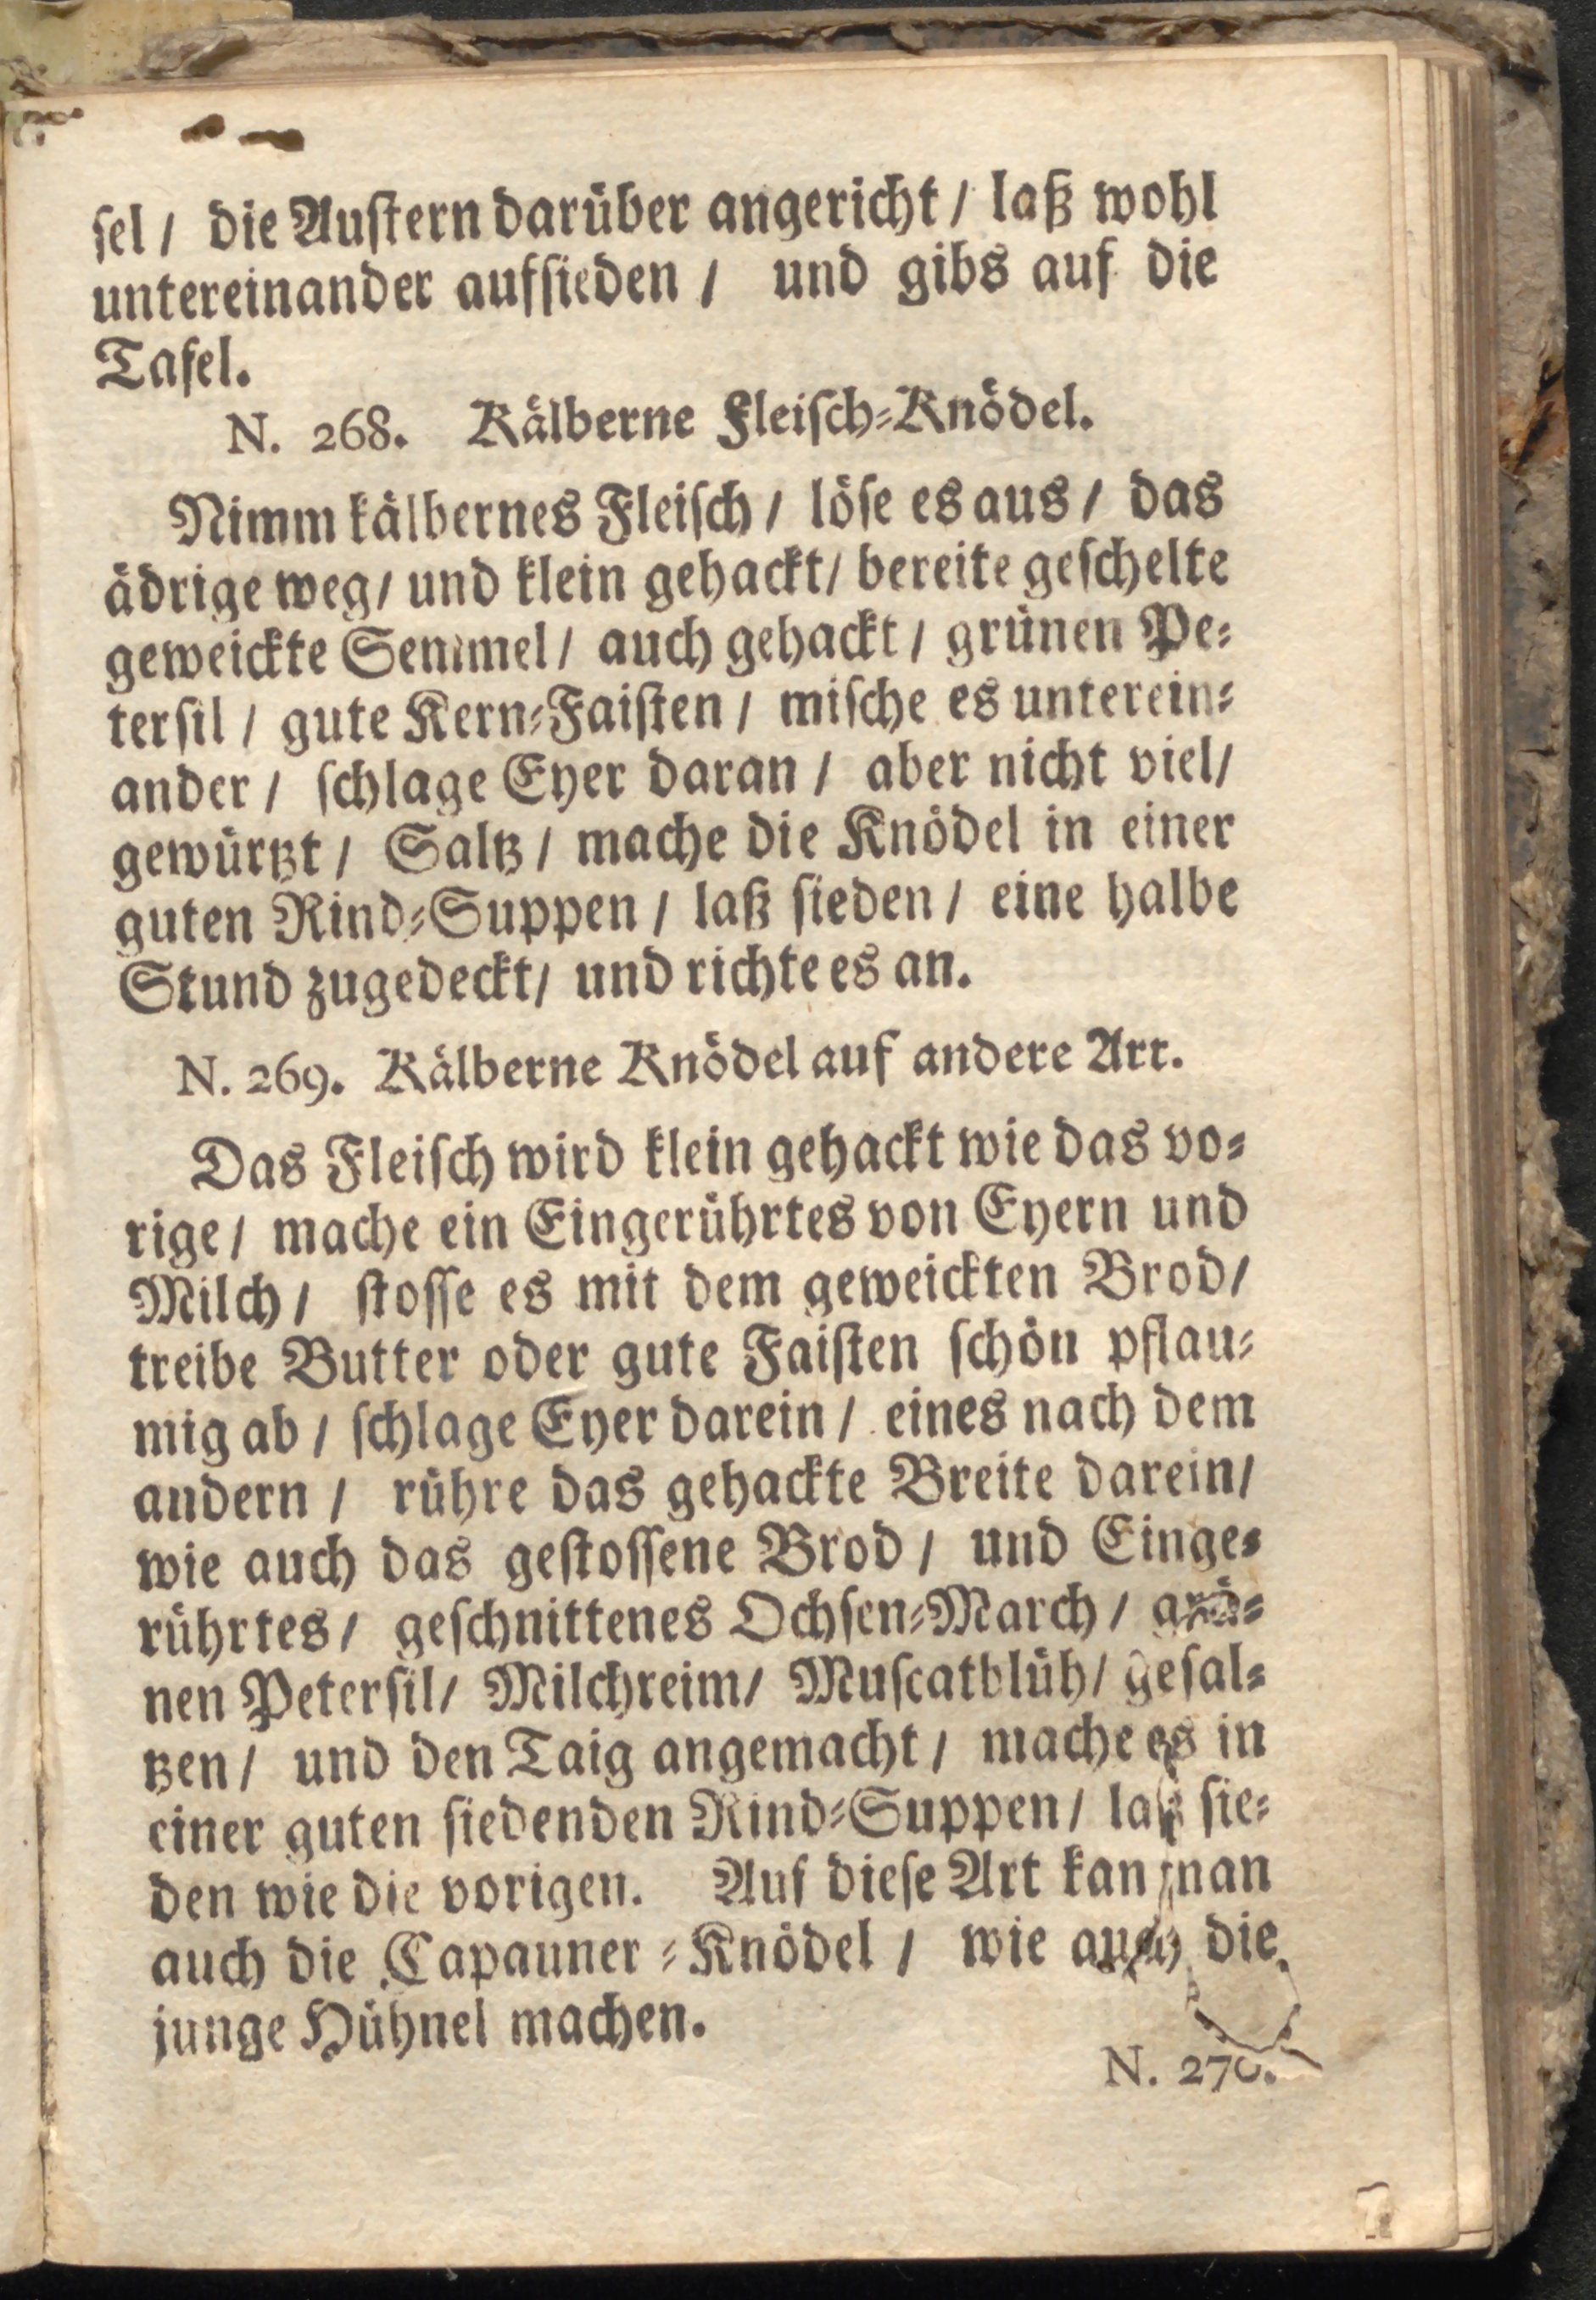 sel / die Austern darüber angericht / laß wohl
untereinander aufsieden / und gibs auf die
Tafel.
N. 268. Kälberne Fleisch-Knödel.
Nimm kälbernes Fleisch / löse es aus / das
ädrige weg / und klein gehackt / bereite geschelte
geweickte Semmel / auch gehackt / grünen Pe-
tersil / gute Kern-Faisten / mische es unterein-
ander / schlage Eyer daran / aber nicht viel /
gewürtzt / Saltz / mache die Knödel in einer
guten Rind-Suppen / laß sieden / eine halbe
Stund zugedeckt / und richte es an.
N. 269. Kälberne Knödel auf andere Arr.
Das Fleisch wird klein gehackt wie das vo-
rige / mache ein Eingerührtes von Eyern und
Milch / stosse es mit dem geweickten Brod /
treibe Butter oder gute Faisten schön pflau-
mig ab / schlage Eyer darein / eines nach dem
andern / rühre das gehackte Breite darein /
wie auch das gestossene Brod / und Einge-
rührtes / geschnittenes Ochsen-March / grü-
nen Petersil / Milchreim / Muscatblüh / gesal-
tzen / und den Taig angemacht / mache es in
einer guten siedenden Rind-Suppen / laß sie-
den wie die vorigen. Auf diese Art kan man
auch die Capauner-Knödel / wie auch die
junge Hühnel machen.
N. 270.